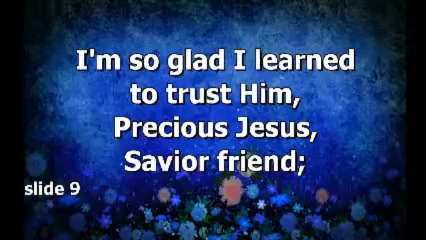 I'm so glad I learned
to trust Him,
Precious Jesus,
Savior friend;
slide 9